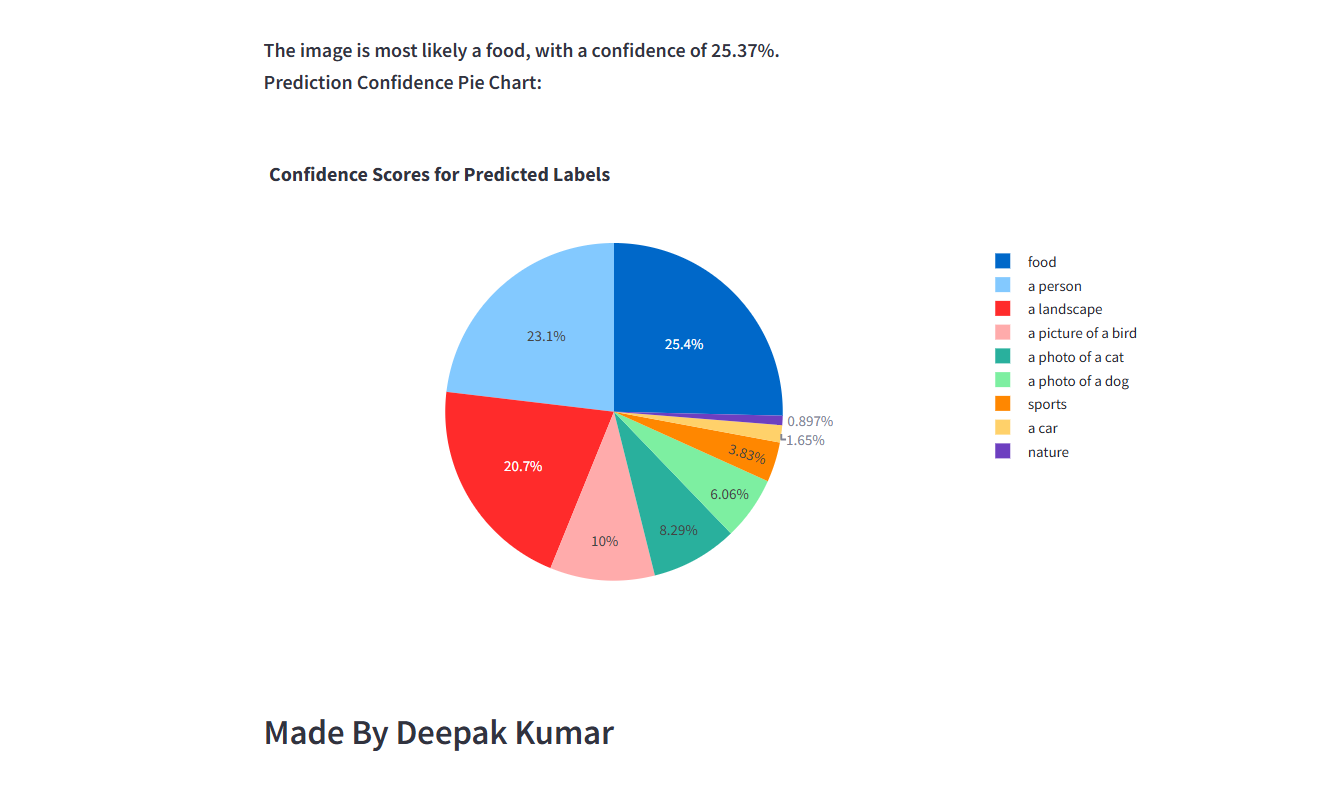 The image is most likely a food, with a confidence of 25.37%.
Prediction Confidence Pie Chart:
Confidence Scores for Predicted Labels
23.1%
25.4%
0.897%
1.65%
3.83%
20.7%
6.06%
8.29%
10%
food
a person
a landscape
a picture of a bird
a photo of a cat
a photo of a dog
sports
a car
nature
Made By Deepak Kumar